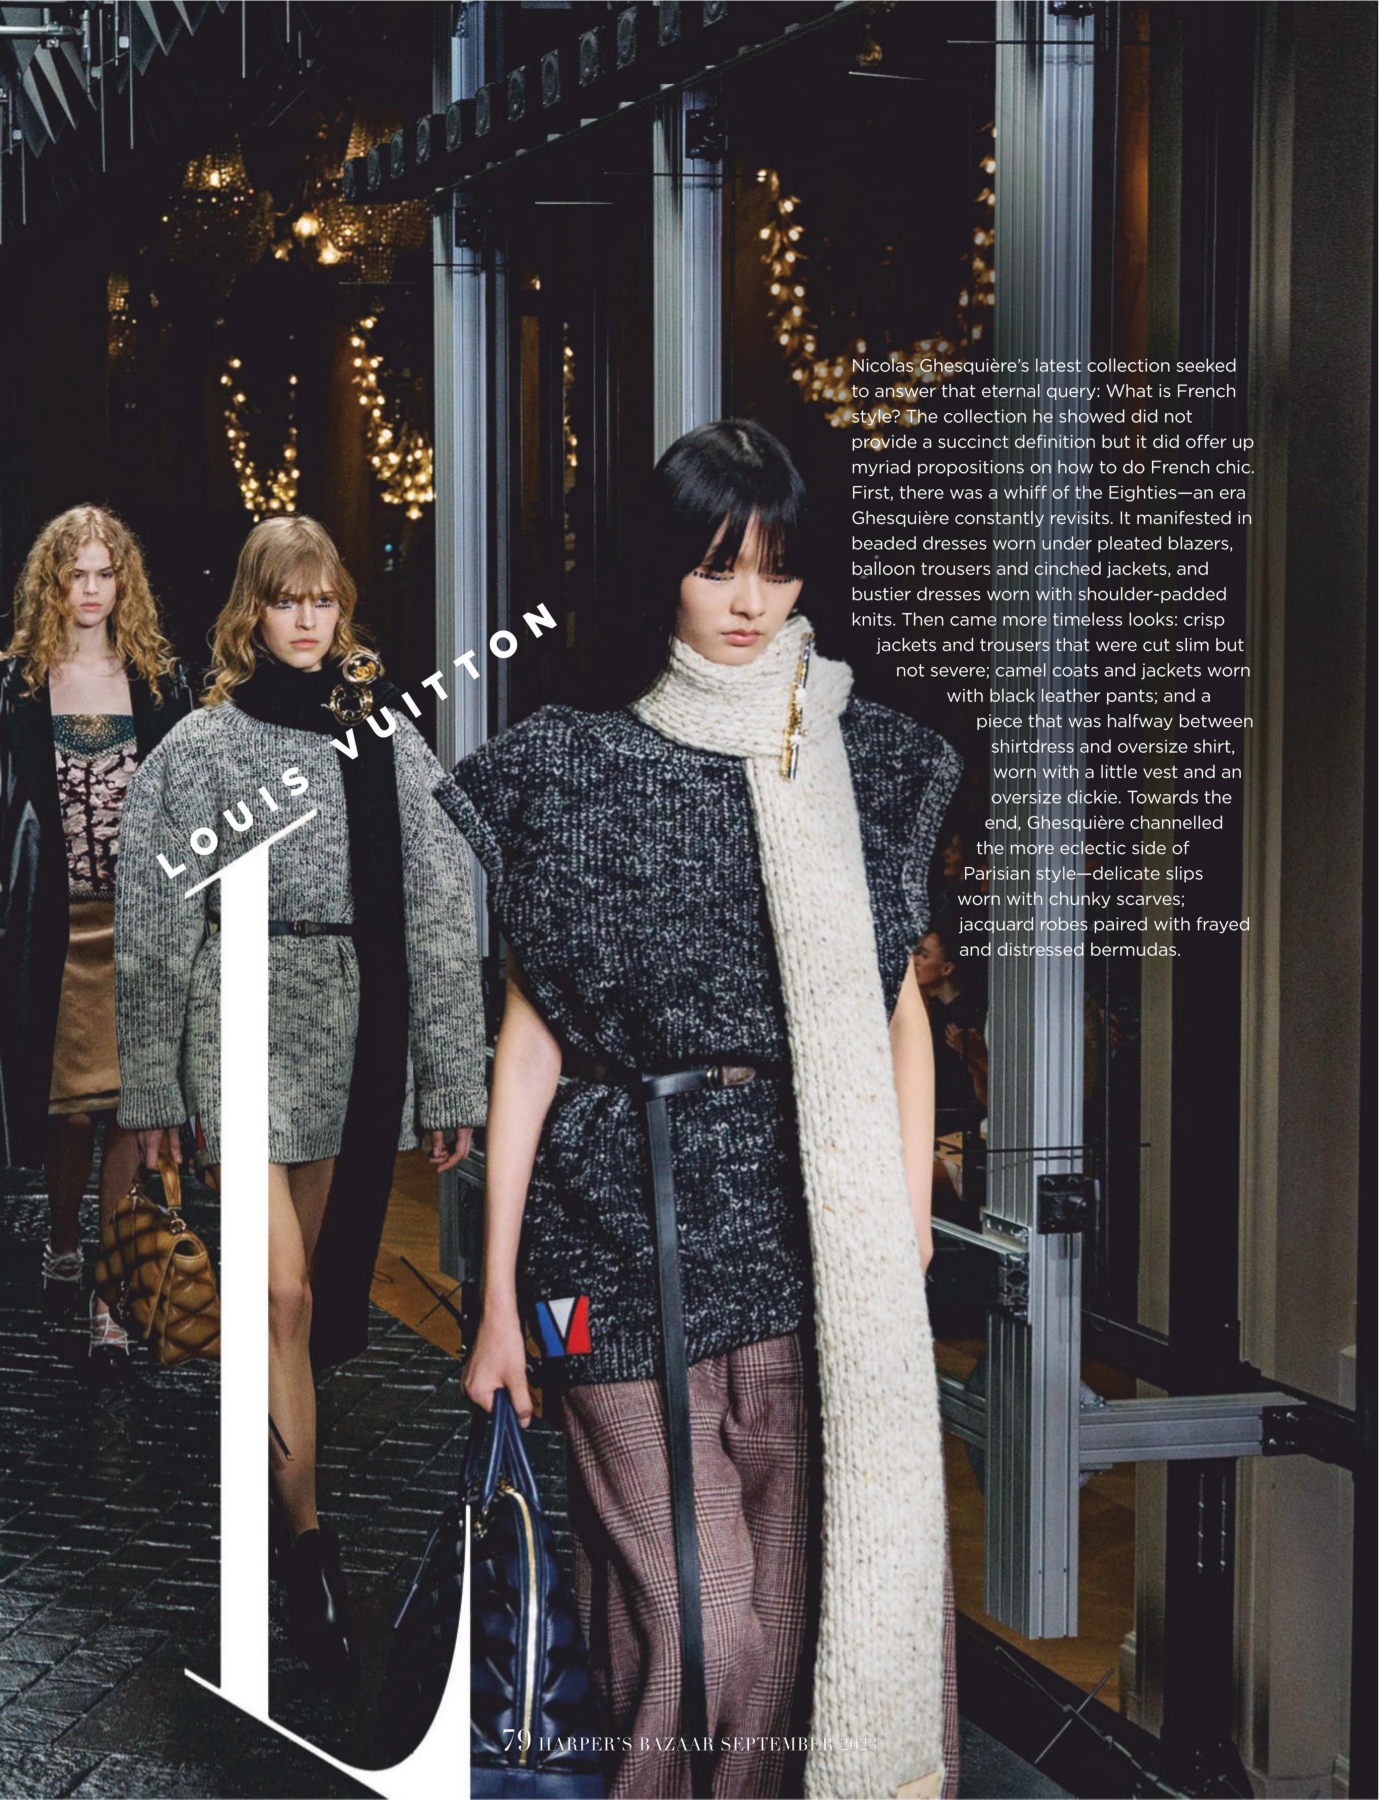 Nicolas Ghesquière’s latest collection seeked
to answer that eternal query: What is French
style? The collection he showed did not
provide a succinct definition but it did offer up
myriad propositions on how to do French chic.
First, there was a whiff of the Eighties—an era
Ghesquière constantly revisits. It manifested in
beaded dresses worn under pleated blazers,
balloon trousers and cinched jackets, and
bustier dresses worn with shoulder-padded
knits. Then came more timeless looks: crisp
jackets and trousers that were cut slim but
not severe; camel coats and jackets worn
with black leather pants; and a
piece that was halfway between
shirtdress and oversize shirt,
worn with a little vest and an
oversize dickie. Towards the
end, Ghesquière channelled
the more eclectic side of
Parisian style—delicate slips
worn with chunky scarves;
jacquard robes paired with frayed
and distressed bermudas.
LOUIS VUITTON
L
79 HARPER’S BAZAAR SEPTEMBER 2023